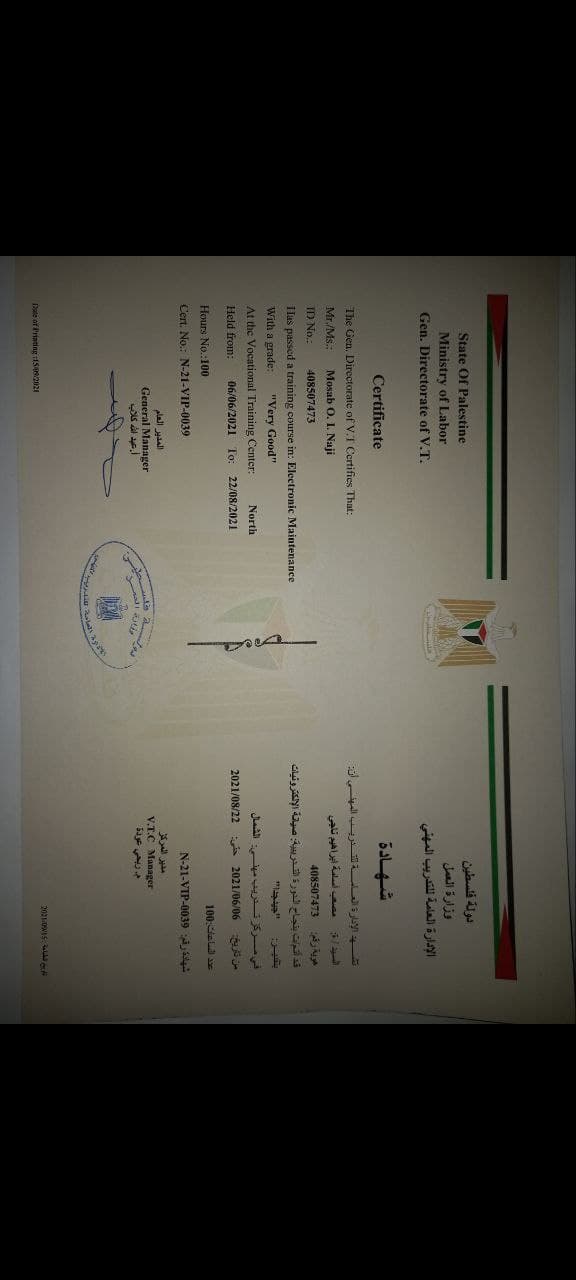 State Of Palestine
Ministry of Labor
Gen. Directorate of V.T.
دولة فلسطين
وزارة العمل
الإدارة العامة للتدريب المهني
فلسطين
Certificate
The Gen. Directorate of V.T Certifies That:
Mr./Ms.: Mosab O. I. Naji
ID No.: 408507473
Has passed a training course in: Electronic Maintenance
With a grade: "Very Good"
At the Vocational Training Center: North
Held from: 06/06/2021 To: 22/08/2021
Hours No.:100
Cert. No.: N-21-VIP-0039
شهادة
تشهد الإدارة العامة للتدريب المهني أن:
السيد / ة: مصعب أسامة ابراهيم ناجي
هوية رقم: 408507473
قد أتم/ت بنجاح الدورة التدريبية: صيانة الإلكترونيات
بتقدير: "جيدجدا"
في مركز تدريب مهني: الشمال
من تاريخ: 2021/06/06 حتى: 2021/08/22
عدد الساعات:100
شهادة رقم: N-21-VIP-0039
المدير العام
General Manager
أ.عبد الله كلاب
مدير المركز
V.T.C Manager
م. ربحي عودة
دولة فلسطين
وزارة العمل
الادارة العامة للتدريب المهني
Date of Printing :15/09/2021
تاريخ الطباعة : 2021/09/15